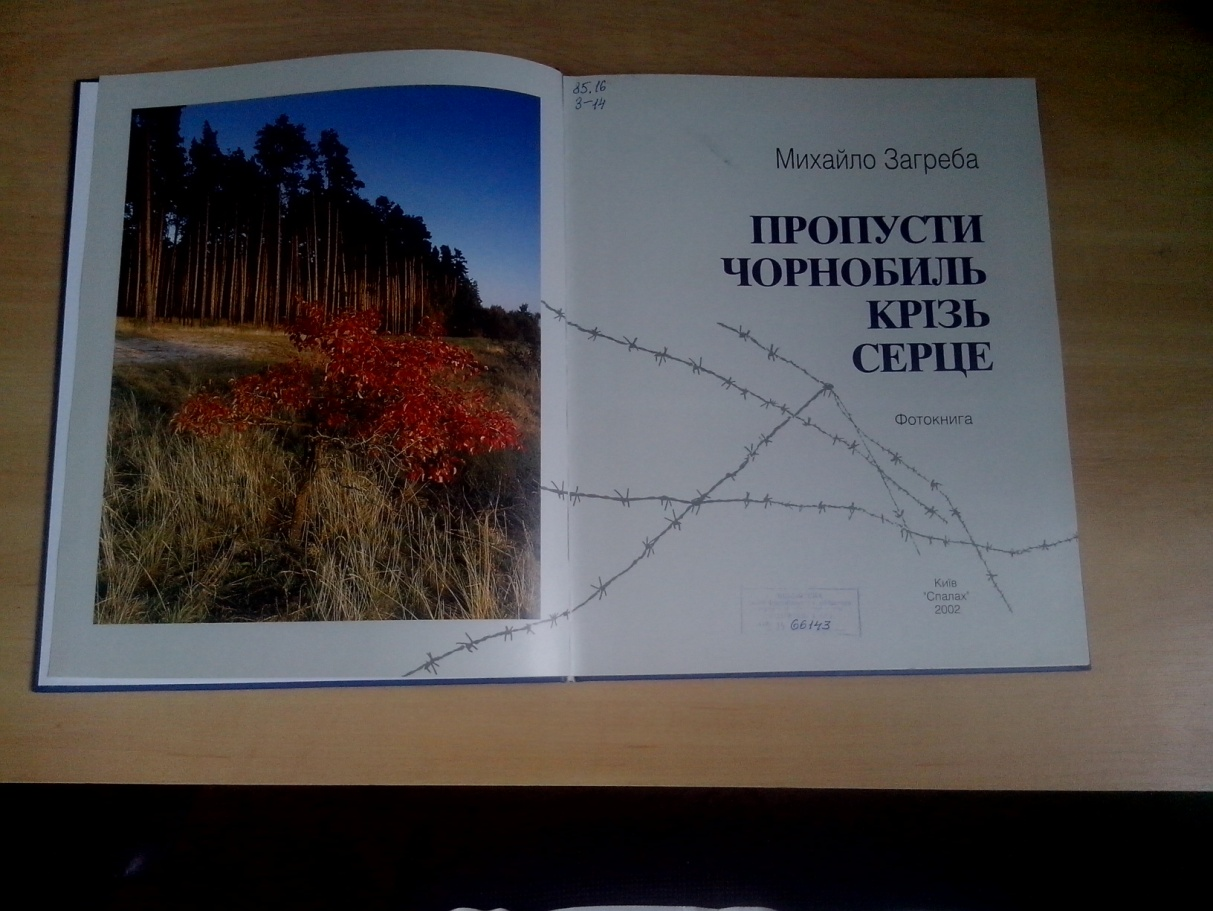 85.16
З-14
Михайло Загреба
ПРОПУСТИ
ЧОРНОБИЛЬ
КРІЗЬ
СЕРЦЕ
Фотокнига
Київ
"Спалах"
2002
66143